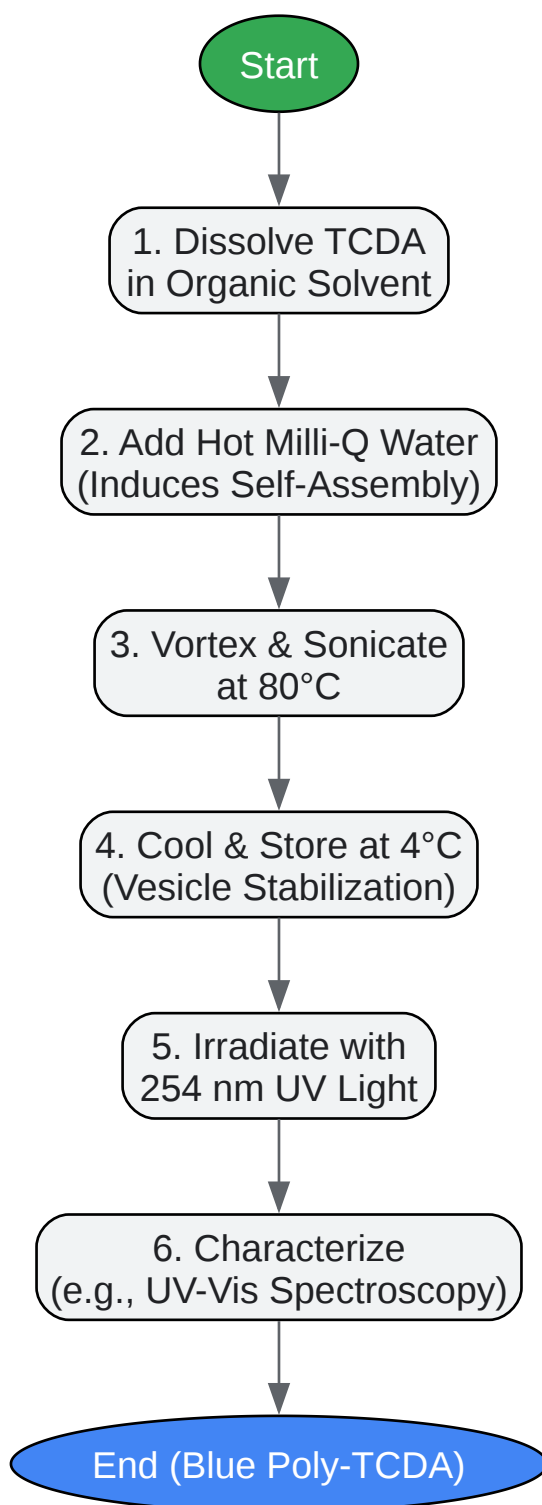 Start
1. Dissolve TCDA
in Organic Solvent
2. Add Hot Milli-Q Water
(Induces Self-Assembly)
3. Vortex & Sonicate
at 80°C
4. Cool & Store at 4°C
(Vesicle Stabilization)
5. Irradiate with
254 nm UV Light
6. Characterize
(e.g., UV-Vis Spectroscopy)
End (Blue Poly-TCDA)